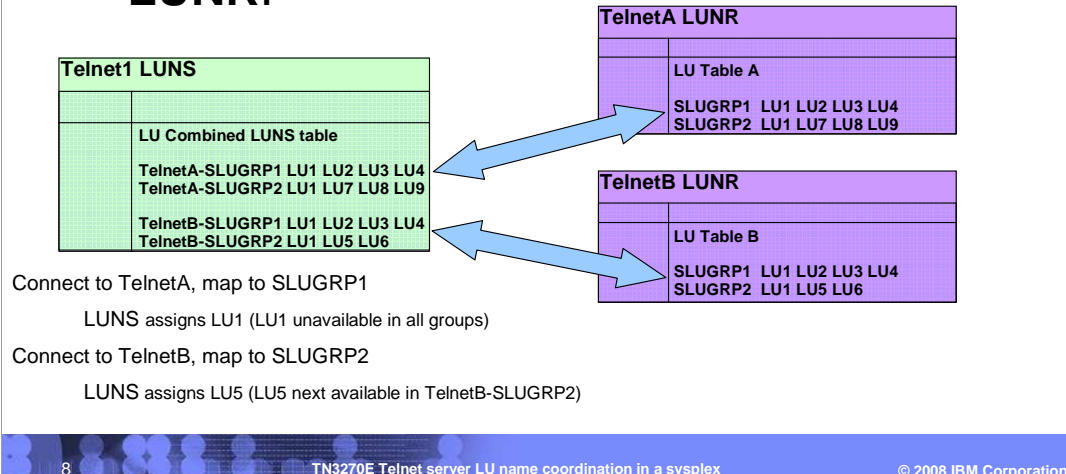 LUNR.
Telnet1 LUNS
LU Combined LUNS table
TelnetA-SLUGRP1 LU1 LU2 LU3 LU4
TelnetA-SLUGRP2 LU1 LU7 LU8 LU9
TelnetB-SLUGRP1 LU1 LU2 LU3 LU4
TelnetB-SLUGRP2 LU1 LU5 LU6
TelnetA LUNR
LU Table A
SLUGRP1 LU1 LU2 LU3 LU4
SLUGRP2 LU1 LU7 LU8 LU9
TelnetB LUNR
LU Table B
SLUGRP1 LU1 LU2 LU3 LU4
SLUGRP2 LU1 LU5 LU6
Connect to TelnetA, map to SLUGRP1
LUNS assigns LU1 (LU1 unavailable in all groups)
Connect to TelnetB, map to SLUGRP2
LUNS assigns LU5 (LU5 next available in TelnetB-SLUGRP2)
8
TN3270E Telnet server LU name coordination in a sysplex
© 2008 IBM Corporation